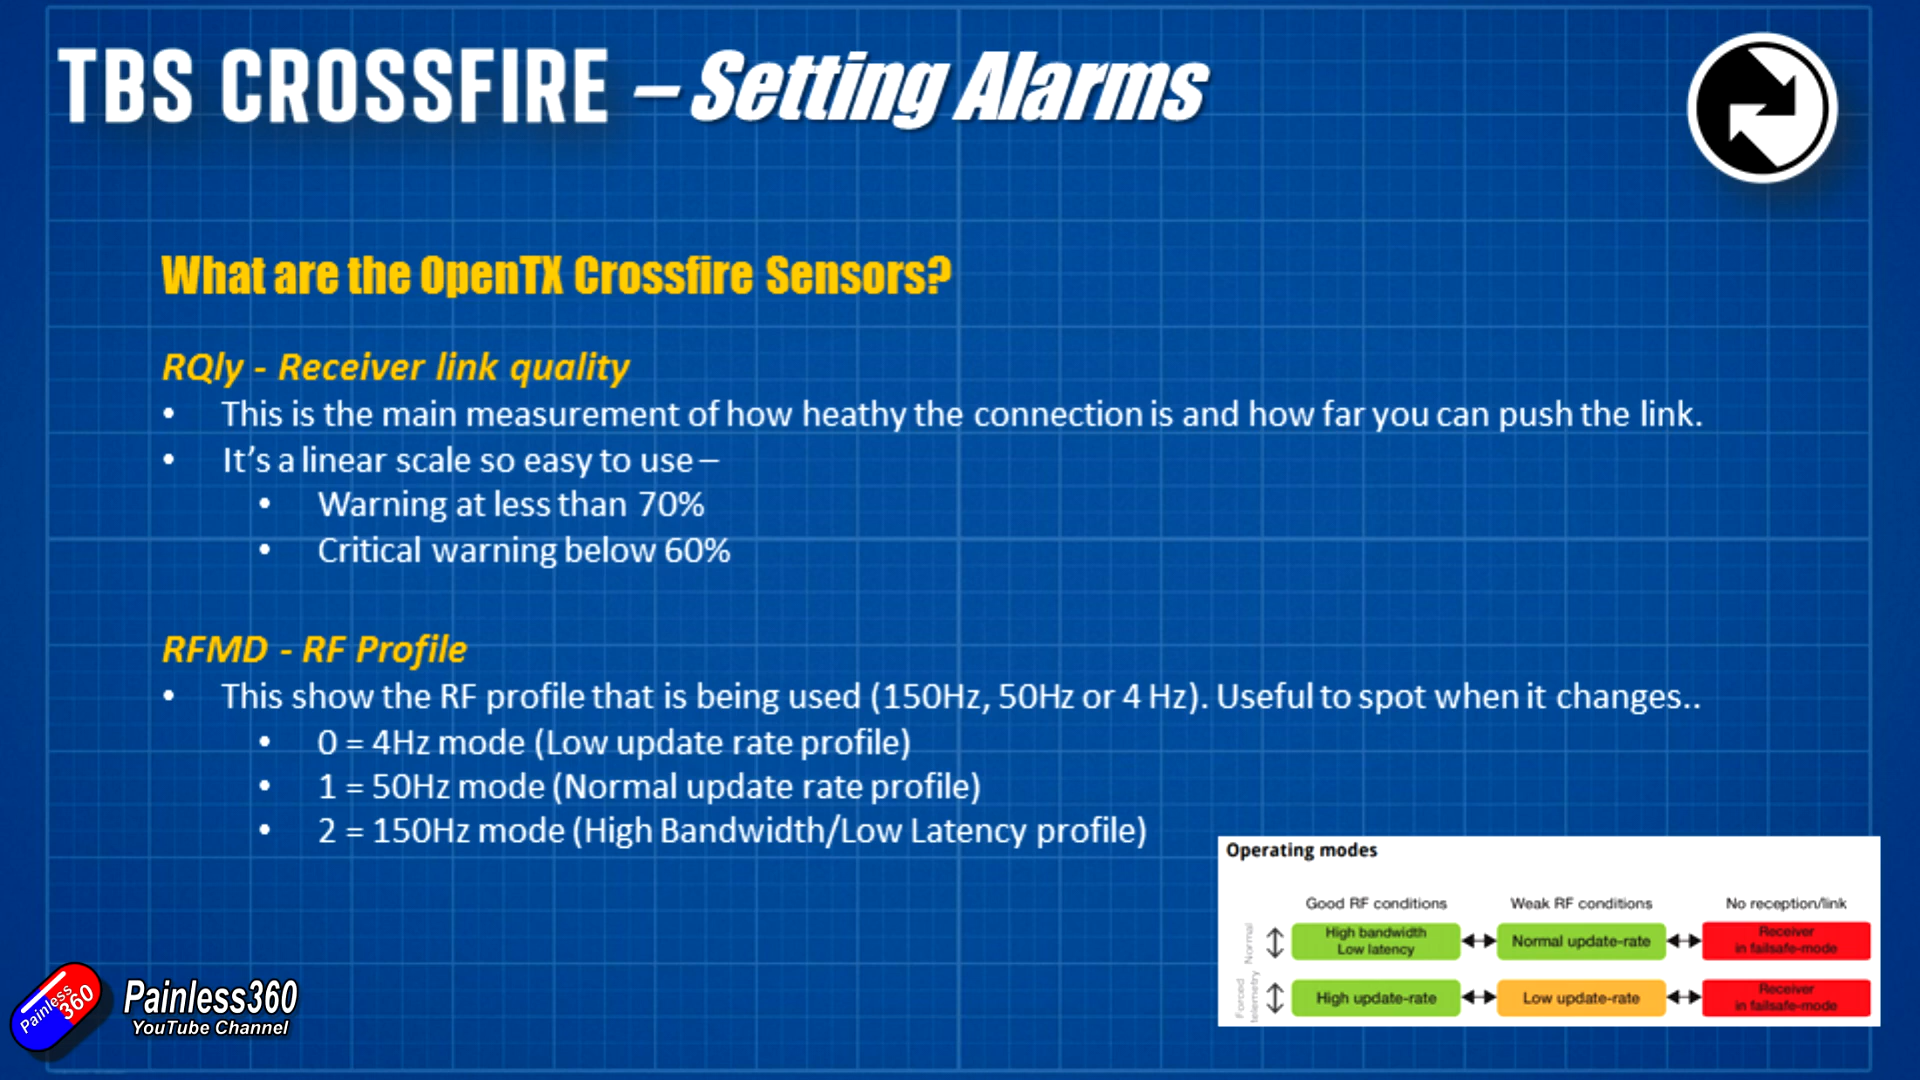 TBS CROSSFIRE – Setting Alarms
What are the OpenTX Crossfire Sensors?
RQly - Receiver link quality
• This is the main measurement of how heathy the connection is and how far you can push the link.
• It's a linear scale so easy to use –
• Warning at less than 70%
• Critical warning below 60%
RFMD - RF Profile
• This show the RF profile that is being used (150Hz, 50Hz or 4 Hz). Useful to spot when it changes..
• 0 = 4Hz mode (Low update rate profile)
• 1 = 50Hz mode (Normal update rate profile)
• 2 = 150Hz mode (High Bandwidth/Low Latency profile)
Operating modes
Good RF conditions Weak RF conditions No reception/link
Normal
High bandwidth
Low latency
Normal update-rate
Receiver
in failsafe-mode
Forced
telemetry
High update-rate
Low update-rate
Receiver
in failsafe-mode
Painless
360
Painless360
YouTube Channel